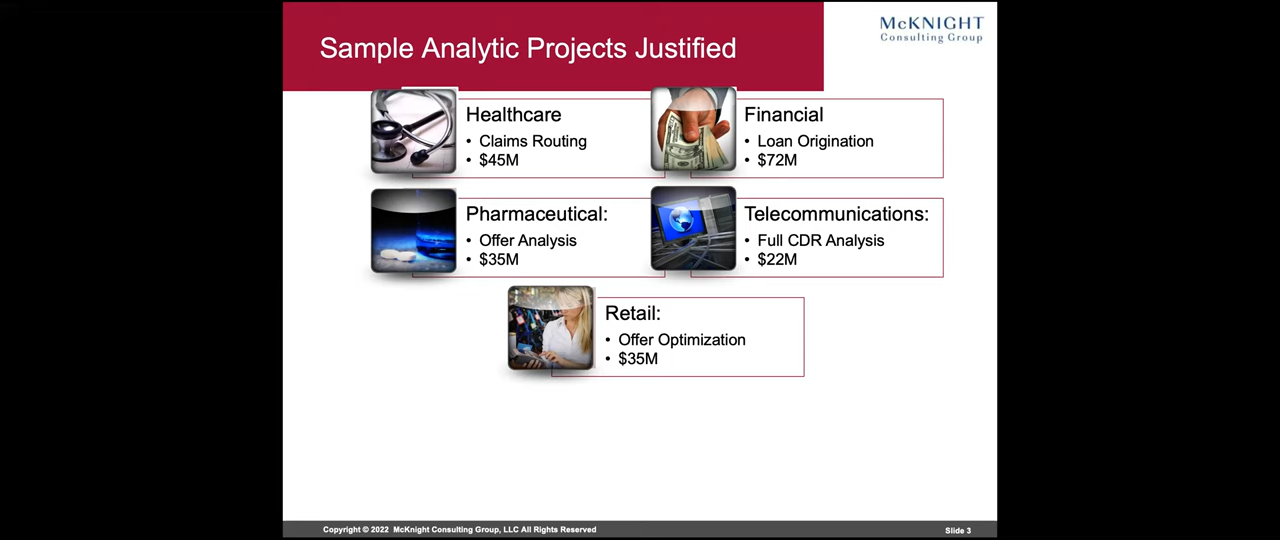 Sample Analytic Projects Justified
McKNIGHT
Consulting Group
Healthcare
• Claims Routing
• $45M
Financial
• Loan Origination
• $72M
Pharmaceutical:
• Offer Analysis
• $35M
Telecommunications:
• Full CDR Analysis
• $22M
Retail:
• Offer Optimization
• $35M
Copyright © 2022 McKnight Consulting Group, LLC All Rights Reserved
Slide 3